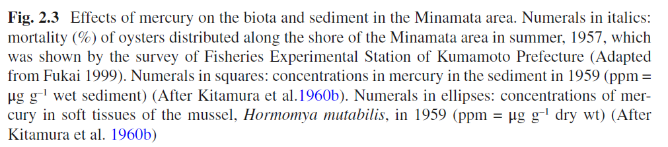 Fig. 2.3 Effects of mercury on the biota and sediment in the Minamata area. Numerals in italics:
mortality (%) of oysters distributed along the shore of the Minamata area in summer, 1957, which
was shown by the survey of Fisheries Experimental Station of Kumamoto Prefecture (Adapted
from Fukai 1999). Numerals in squares: concentrations in mercury in the sediment in 1959 (ppm =
μg g⁻¹ wet sediment) (After Kitamura et al.1960b). Numerals in ellipses: concentrations of mer-
cury in soft tissues of the mussel, Hormomya mutabilis, in 1959 (ppm = μg g⁻¹ dry wt) (After
Kitamura et al. 1960b)